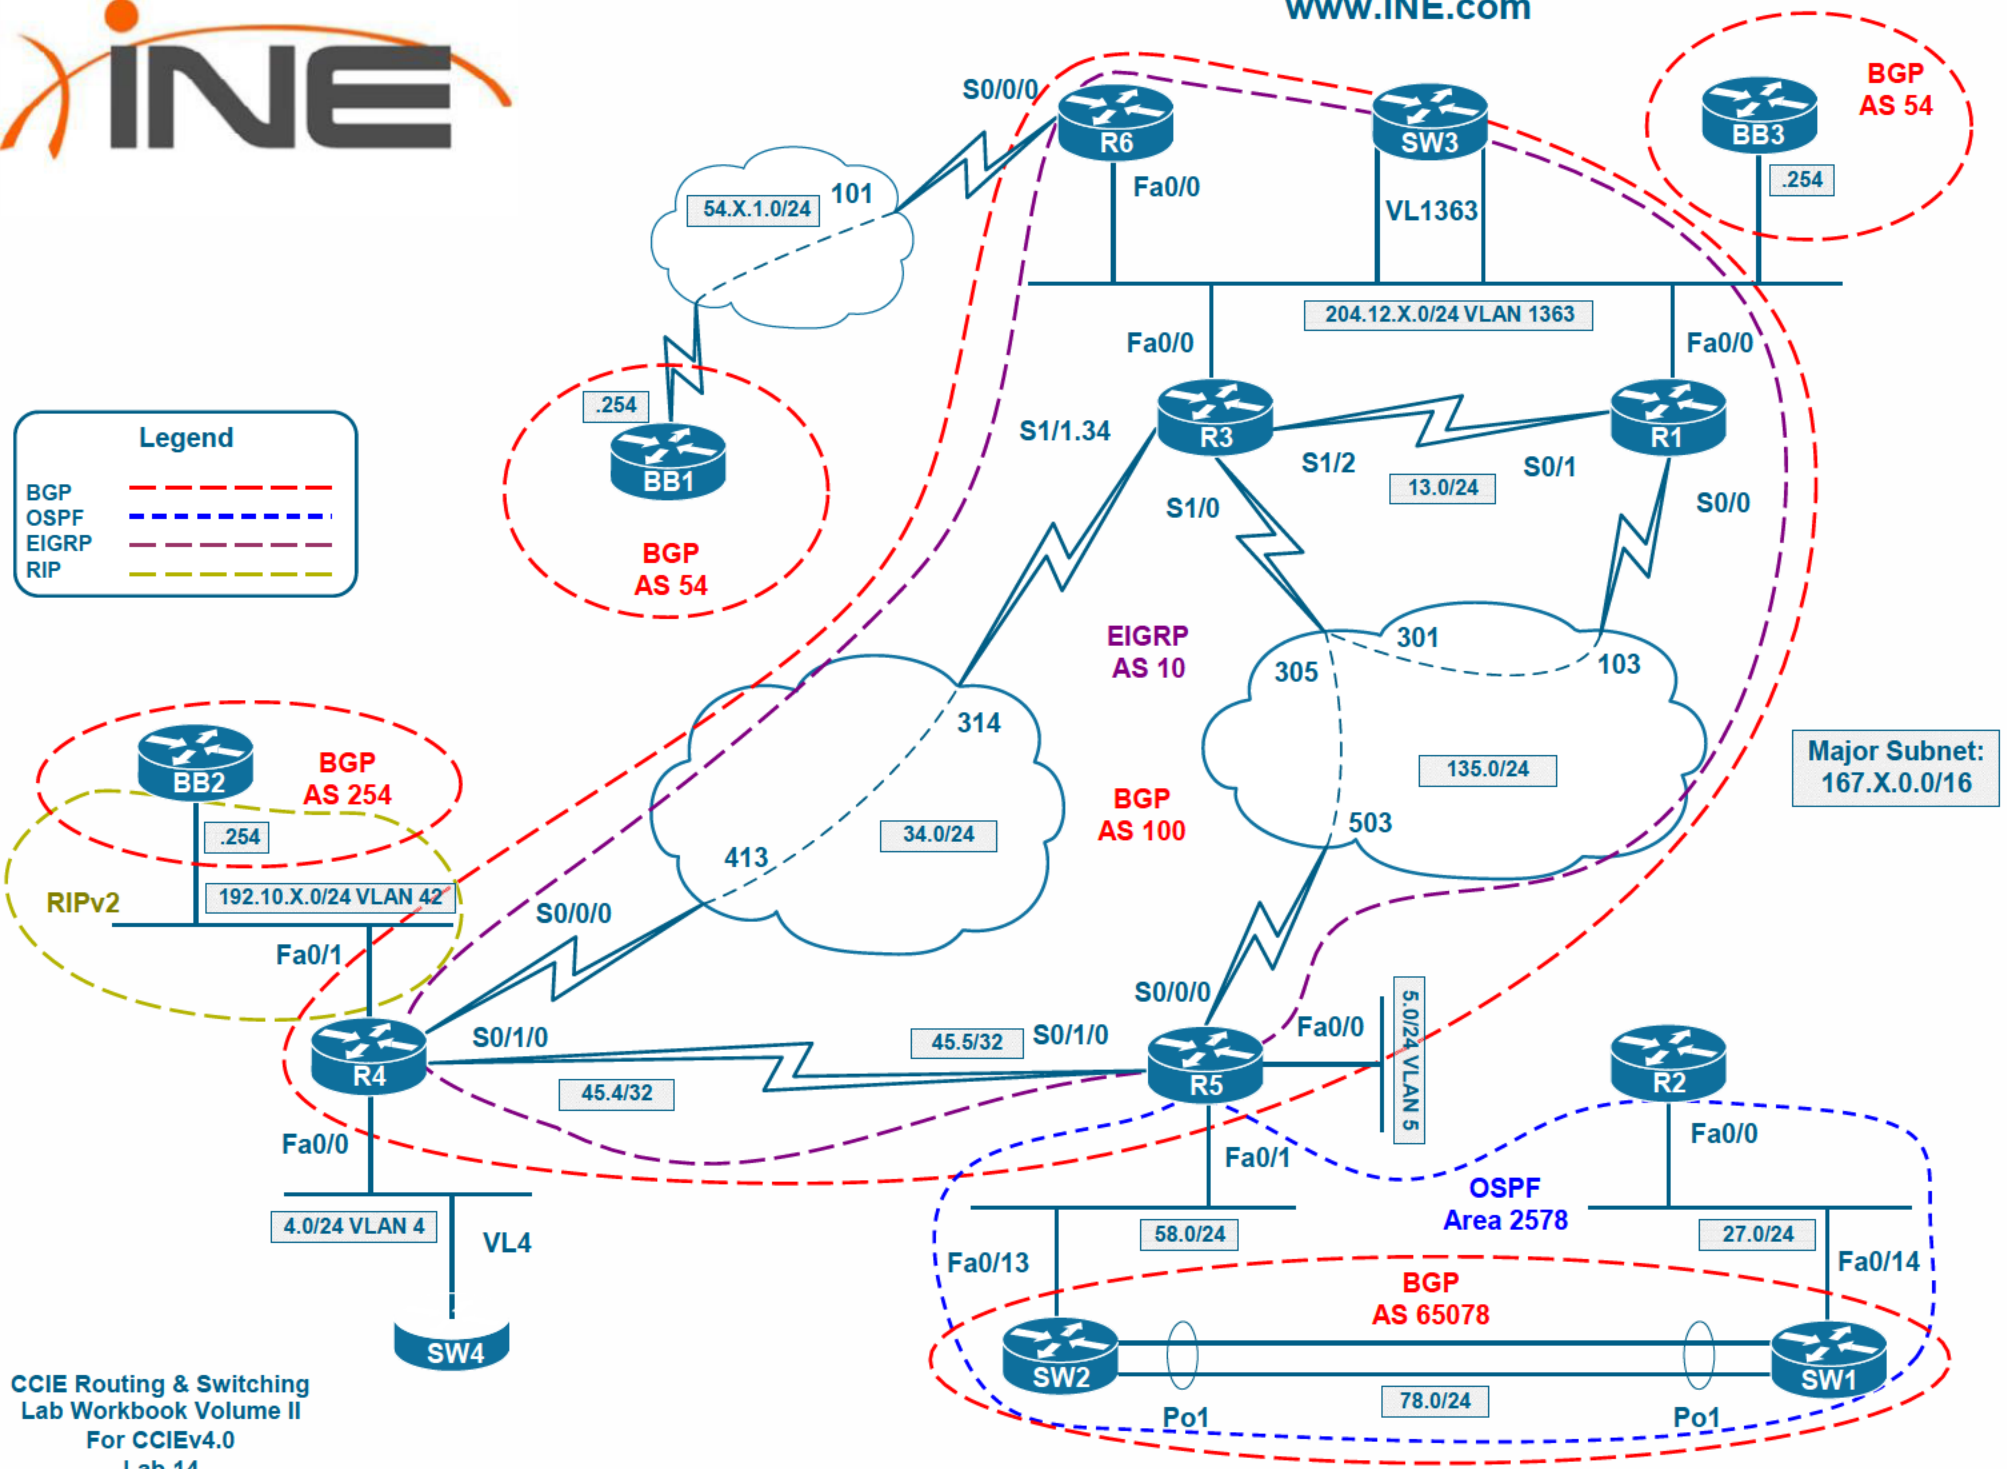 www.INE.com
iNE
BGP
AS 54
S0/0/0
R6
SW3
BB3
.254
Fa0/0
101
54.X.1.0/24
VL1363
204.12.X.0/24 VLAN 1363
Fa0/0
Fa0/0
.254
BB1
BGP
AS 54
Legend
BGP
OSPF
EIGRP
RIP
S1/1.34
R3
R1
S1/2
S0/1
13.0/24
S1/0
S0/0
EIGRP
AS 10
301
305
103
314
135.0/24
Major Subnet:
167.X.0.0/16
BB2
BGP
AS 254
.254
BGP
AS 100
34.0/24
503
413
RIPv2
192.10.X.0/24 VLAN 42
S0/0/0
Fa0/1
S0/0/0
5.0/24 VLAN 5
Fa0/0
S0/1/0
45.5/32
S0/1/0
R4
R5
R2
45.4/32
Fa0/0
Fa0/1
Fa0/0
OSPF
Area 2578
4.0/24 VLAN 4
VL4
58.0/24
27.0/24
Fa0/13
Fa0/14
BGP
AS 65078
SW4
SW2
SW1
78.0/24
Po1
Po1
CCIE Routing & Switching
Lab Workbook Volume II
For CCIEv4.0
Lab 14